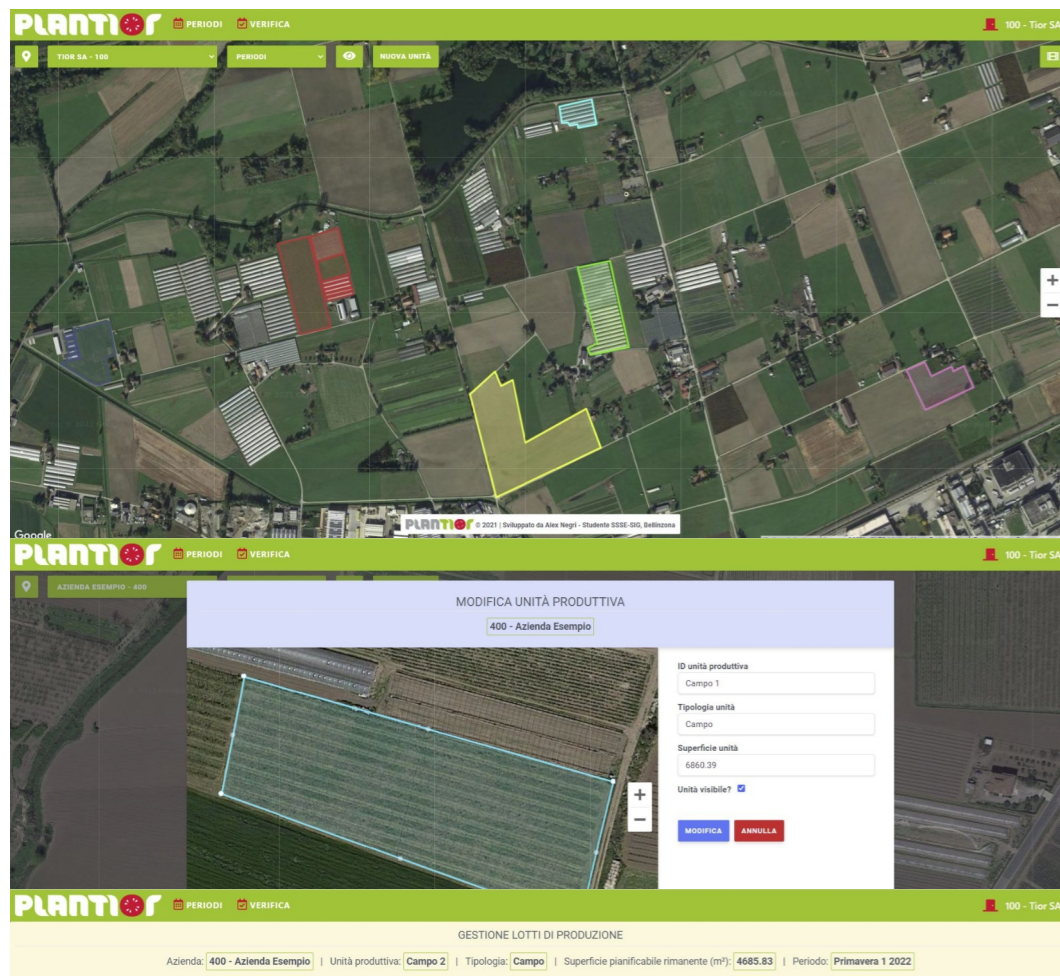 PLANTIOR PERIODI VERIFICA 100 - Tior SA
TIOR SA - 100 PERIODI NUOVA UNITÀ
PLANTIOR © 2021 | Sviluppato da Alex Negri - Studente SSSE-SIG, Bellinzona
Google
PLANTIOR PERIODI VERIFICA 100 - Tior SA
AZIENDA ESEMPIO - 400
MODIFICA UNITÀ PRODUTTIVA
400 - Azienda Esempio
ID unità produttiva
Campo 1
Tipologia unità
Campo
Superficie unità
6860.39
Unità visibile?
MODIFICA ANNULLA
PLANTIOR PERIODI VERIFICA 100 - Tior SA
GESTIONE LOTTI DI PRODUZIONE
Azienda: 400 - Azienda Esempio | Unità produttiva: Campo 2 | Tipologia: Campo | Superficie pianificabile rimanente (m²): 4685.83 | Periodo: Primavera 1 2022